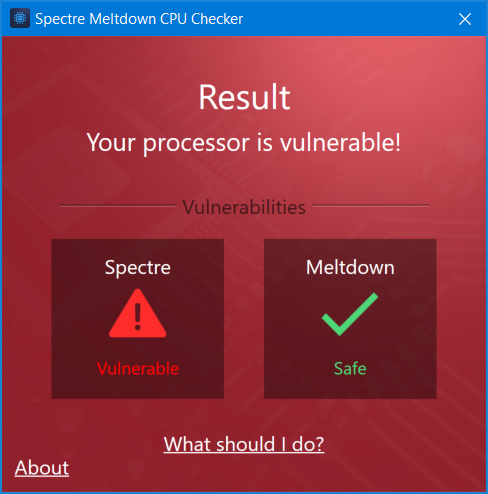 Spectre Meltdown CPU Checker
Result
Your processor is vulnerable!
Vulnerabilities
Spectre
Vulnerable
Meltdown
Safe
What should I do?
About